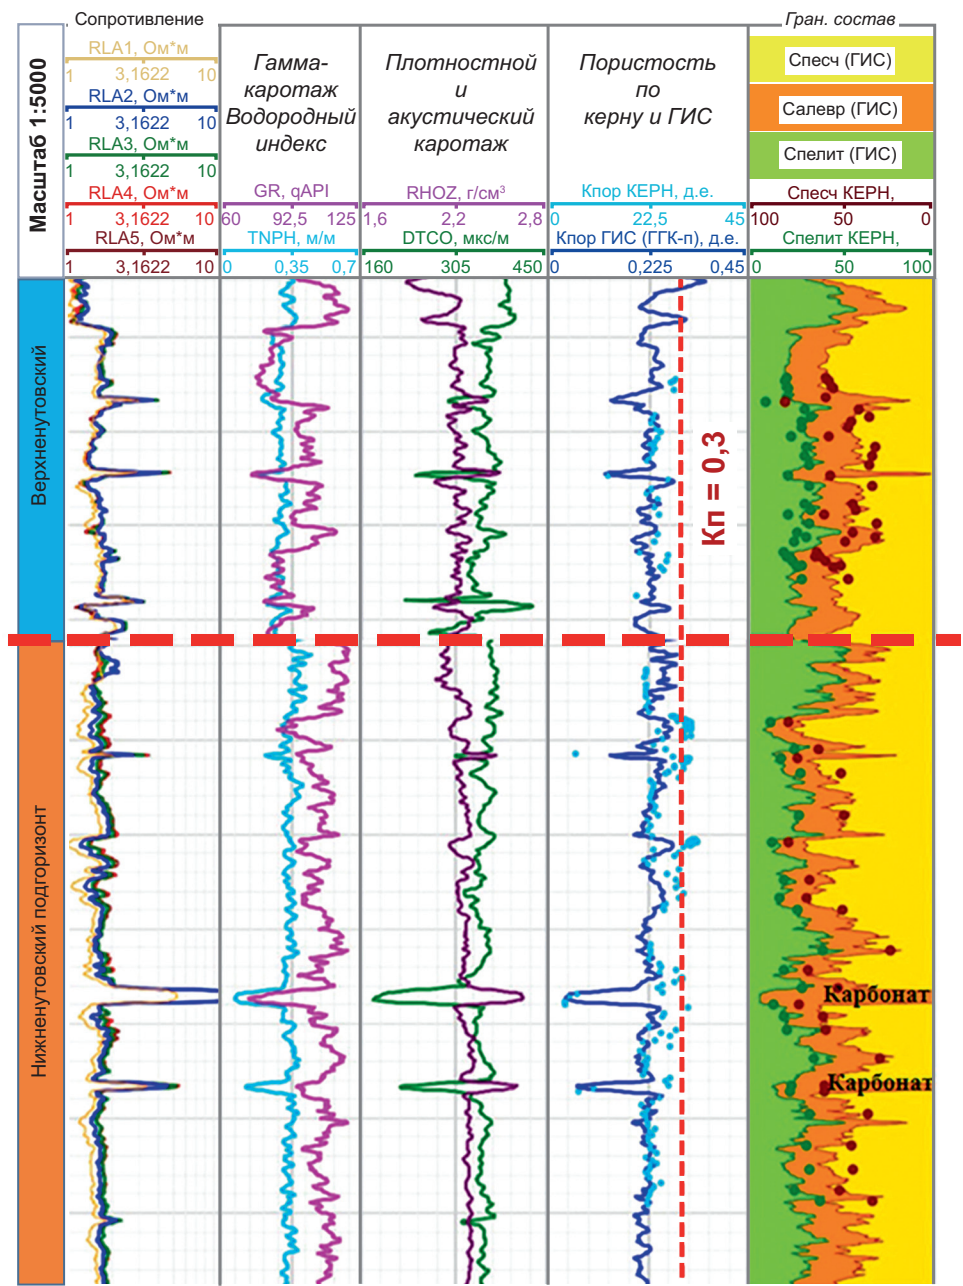 Сопротивление
Гран. состав
Масштаб 1:5000
RLA1, Ом*м
1 3,1622 10
RLA2, Ом*м
1 3,1622 10
RLA3, Ом*м
1 3,1622 10
RLA4, Ом*м
1 3,1622 10
RLA5, Ом*м
1 3,1622 10
Гамма-
каротаж
Водородный
индекс
GR, qAPI
60 92,5 125
TNPH, м/м
0 0,35 0,7
Плотностной
и
акустический
каротаж
RHOZ, г/см³
1,6 2,2 2,8
DTCO, мкс/м
160 305 450
Пористость
по
керну и ГИС
Кпор КЕРН, д.е.
0 22,5 45
Кпор ГИС (ГГК-п), д.е.
0 0,225 0,45
Спесч (ГИС)
Салевр (ГИС)
Спелит (ГИС)
Спесч КЕРН,
100 50 0
Спелит КЕРН,
0 50 100
Верхненутовский
Кп = 0,3
Нижненутовский подгоризонт
Карбонат
Карбонат